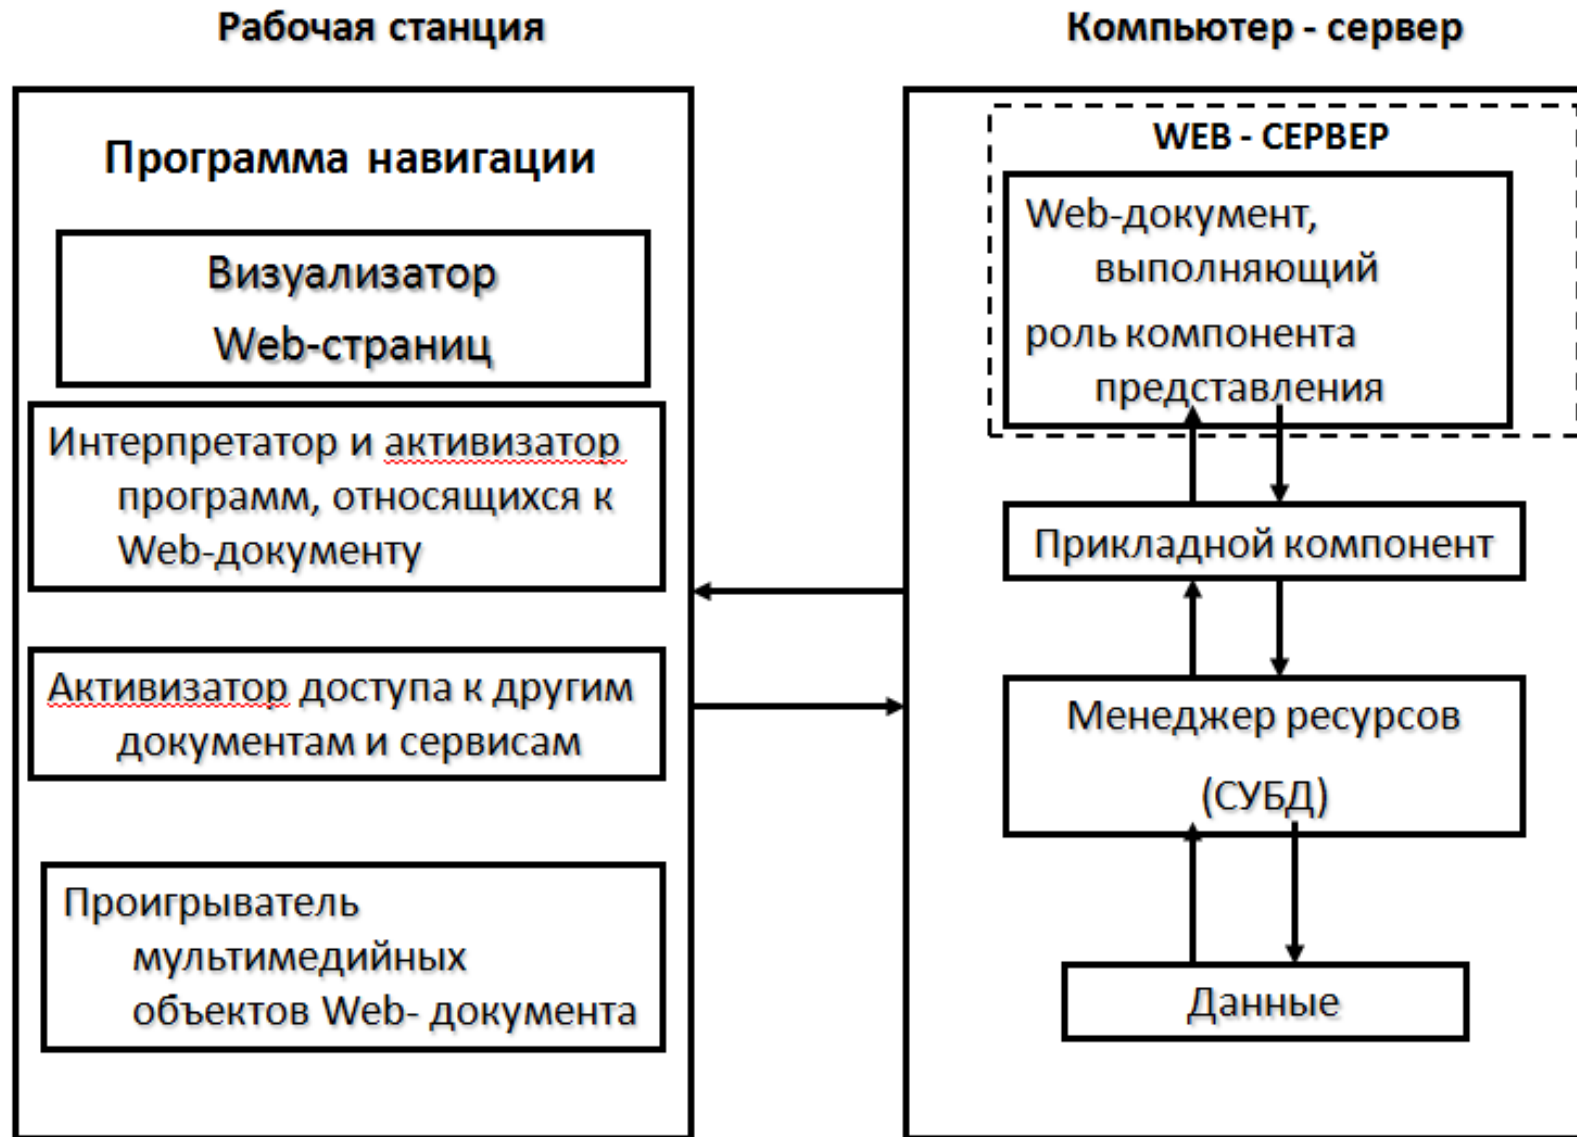 Рабочая станция
Компьютер - сервер
Программа навигации
Визуализатор
Web-страниц
Интерпретатор и активизатор
программ, относящихся к
Web-документу
Активизатор доступа к другим
документам и сервисам
Проигрыватель
мультимедийных
объектов Web- документа
WEB - СЕРВЕР
Web-документ,
выполняющий
роль компонента
представления
Прикладной компонент
Менеджер ресурсов
(СУБД)
Данные